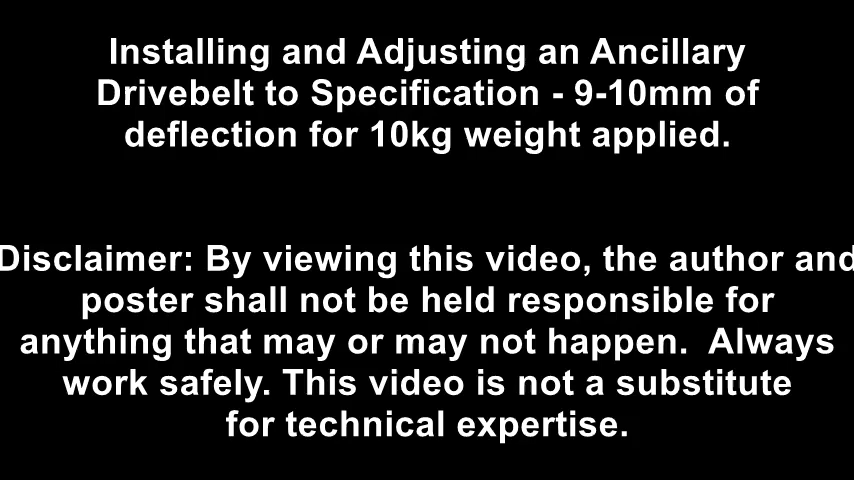 Installing and Adjusting an Ancillary
Drivebelt to Specification - 9-10mm of
deflection for 10kg weight applied.
Disclaimer: By viewing this video, the author and
poster shall not be held responsible for
anything that may or may not happen.  Always
work safely. This video is not a substitute
for technical expertise.